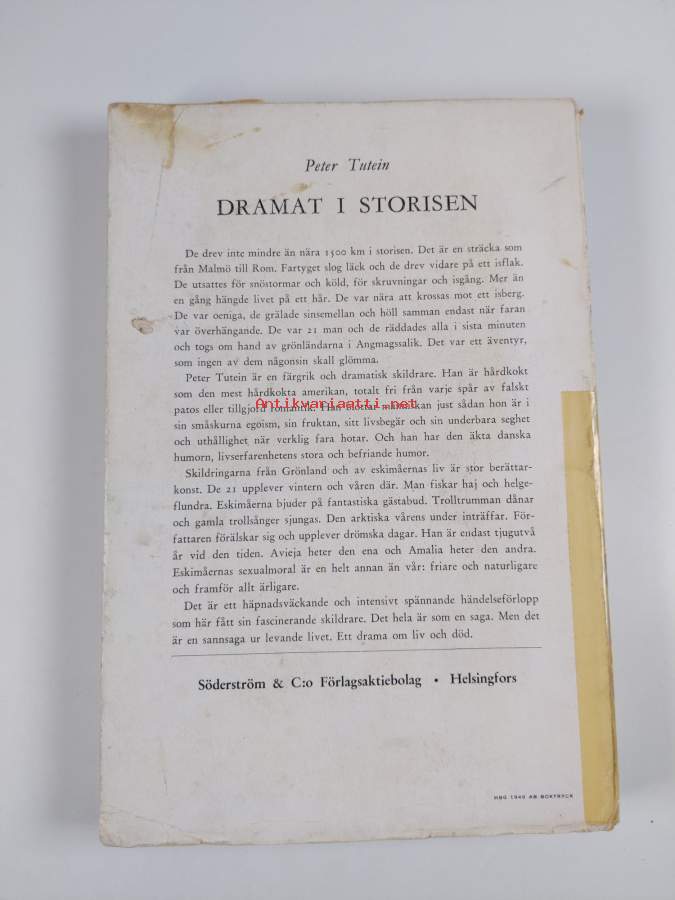 Peter Tutein
DRAMAT I STORISEN
De drev inte mindre än nära 1500 km i storisen. Det är en sträcka som
från Malmö till Rom. Fartyget slog läck och de drev vidare på ett isflak.
De utsattes för snöstormar och köld, för skruvningar och isgång. Mer än
en gång hängde livet på ett hår. De var nära att krossas mot ett isberg.
De var oeniga, de grälade sinsemellan och höll samman endast när faran
var överhängande. De var 21 man och de räddades alla i sista minuten
och togs om hand av grönländarna i Angmagssalik. Det var ett äventyr,
som ingen av dem någonsin skall glömma.
Peter Tutein är en färgrik och dramatisk skildrare. Han är hårdkokt
som den mest hårdkokta amerikan, totalt fri från varje spår av falskt
Antikvariaatti.net
patos eller tillgjord romantik. Han blottar människan just sådan hon är i
sin småskurna egoism, sin fruktan, sitt livsbegär och sin underbara seghet
och uthållighet när verklig fara hotar. Och han har den äkta danska
humorn, livserfarenhetens stora och befriande humor.
Skildringarna från Grönland och av eskimåernas liv är stor berättar-
konst. De 21 upplever vintern och våren där. Man fiskar haj och helge-
flundra. Eskimåerna bjuder på fantastiska gästabud. Trolltrumman dånar
och gamla trollsånger sjungas. Den arktiska vårens under inträffar. För-
fattaren förälskar sig och upplever drömska dagar. Han är endast tjugutvå
år vid den tiden. Avieja heter den ena och Amalia heter den andra.
Eskimåernas sexualmoral är en helt annan än vår: friare och naturligare
och framför allt ärligare.
Det är ett häpnadsväckande och intensivt spännande händelseförlopp
som här fått sin fascinerande skildrare. Det hela är som en saga. Men det
är en sannsaga ur levande livet. Ett drama om liv och död.
Söderström & C:o Förlagsaktiebolag • Helsingfors
HBG 1940 AB BOKTRYCK